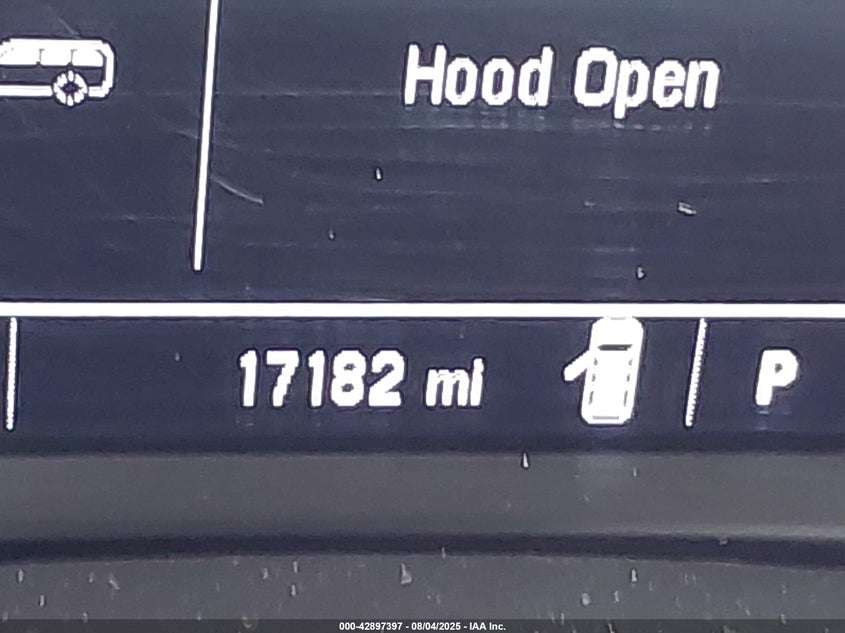 Hood Open
17182 mi
P
000-42897397 - 08/04/2025 - IAA Inc.